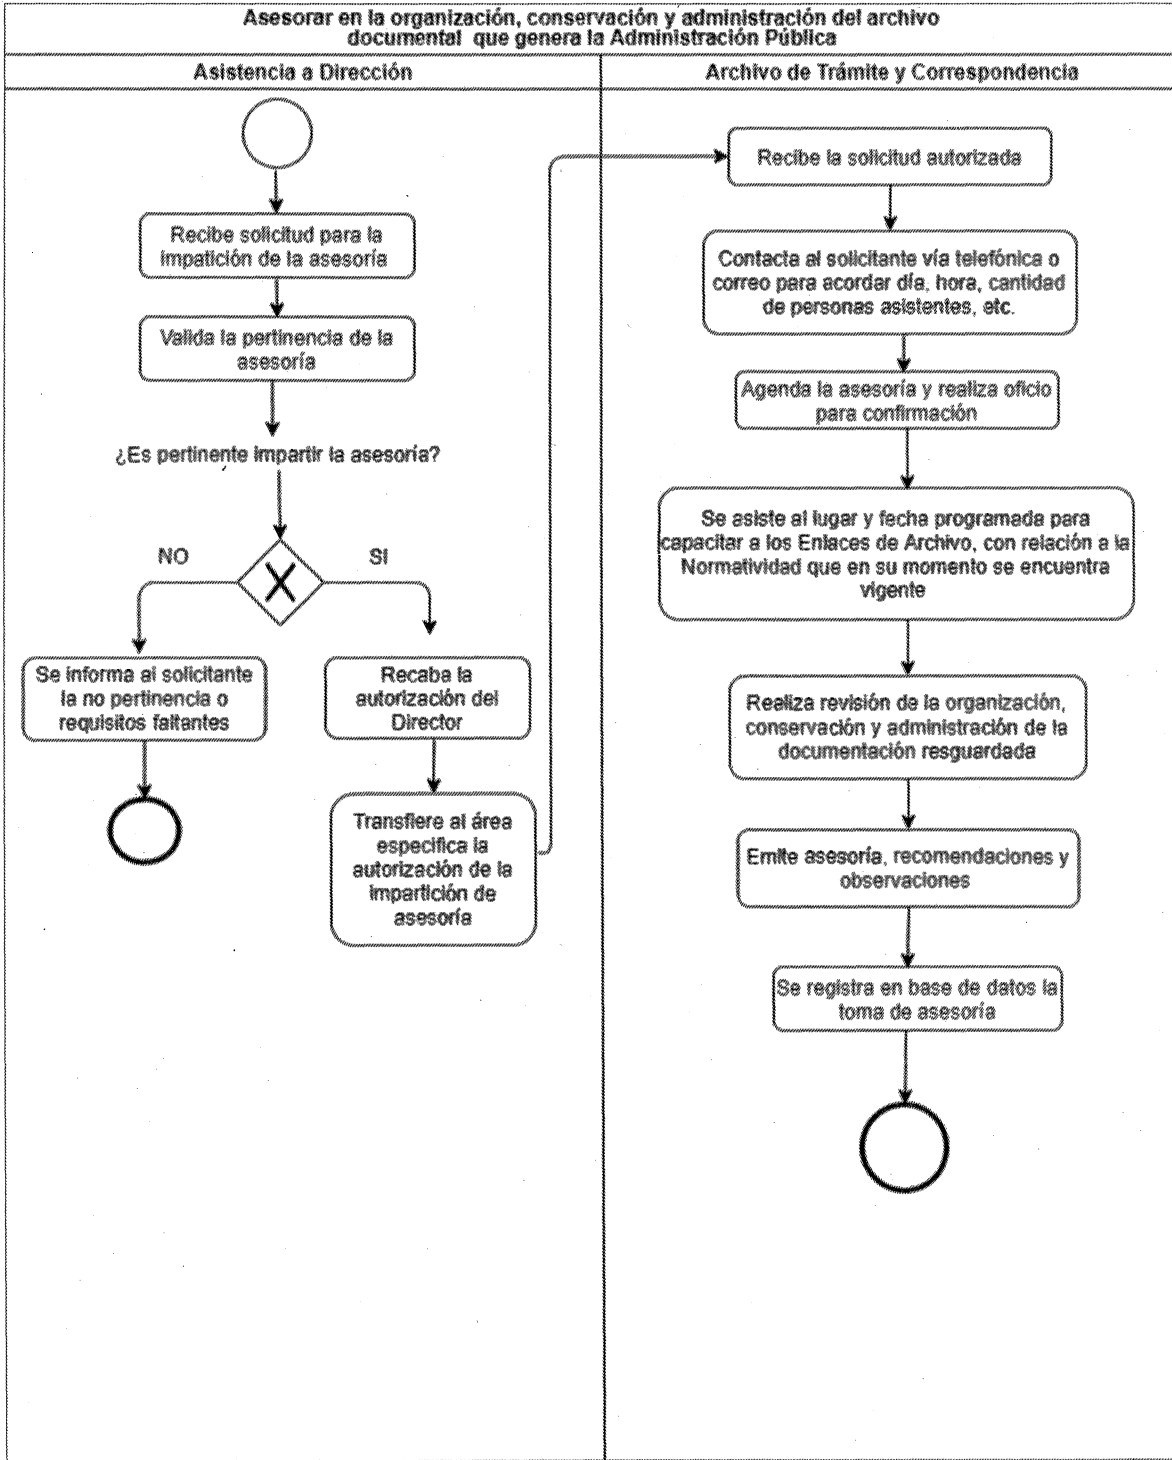 Asesorar en la organización, conservación y administración del archivo
documental que genera la Administración Pública
Asistencia a Dirección
Archivo de Trámite y Correspondencia
Recibe solicitud para la
impatición de la asesoría
Valida la pertinencia de la
asesoría
¿Es pertinente impartir la asesoría?
NO
SI
Se informa al solicitante
la no pertinencia o
requisitos faltantes
Recaba la
autorización del
Director
Transfiere al área
especifica la
autorización de la
impartición de
asesoría
Recibe la solicitud autorizada
Contacta al solicitante vía telefónica o
correo para acordar día, hora, cantidad
de personas asistentes, etc.
Agenda la asesoría y realiza oficio
para confirmación
Se asiste al lugar y fecha programada para
capacitar a los Enlaces de Archivo, con relación a la
Normatividad que en su momento se encuentra
vigente
Realiza revisión de la organización,
conservación y administración de la
documentación resguardada
Emite asesoría, recomendaciones y
observaciones
Se registra en base de datos la
toma de asesoría